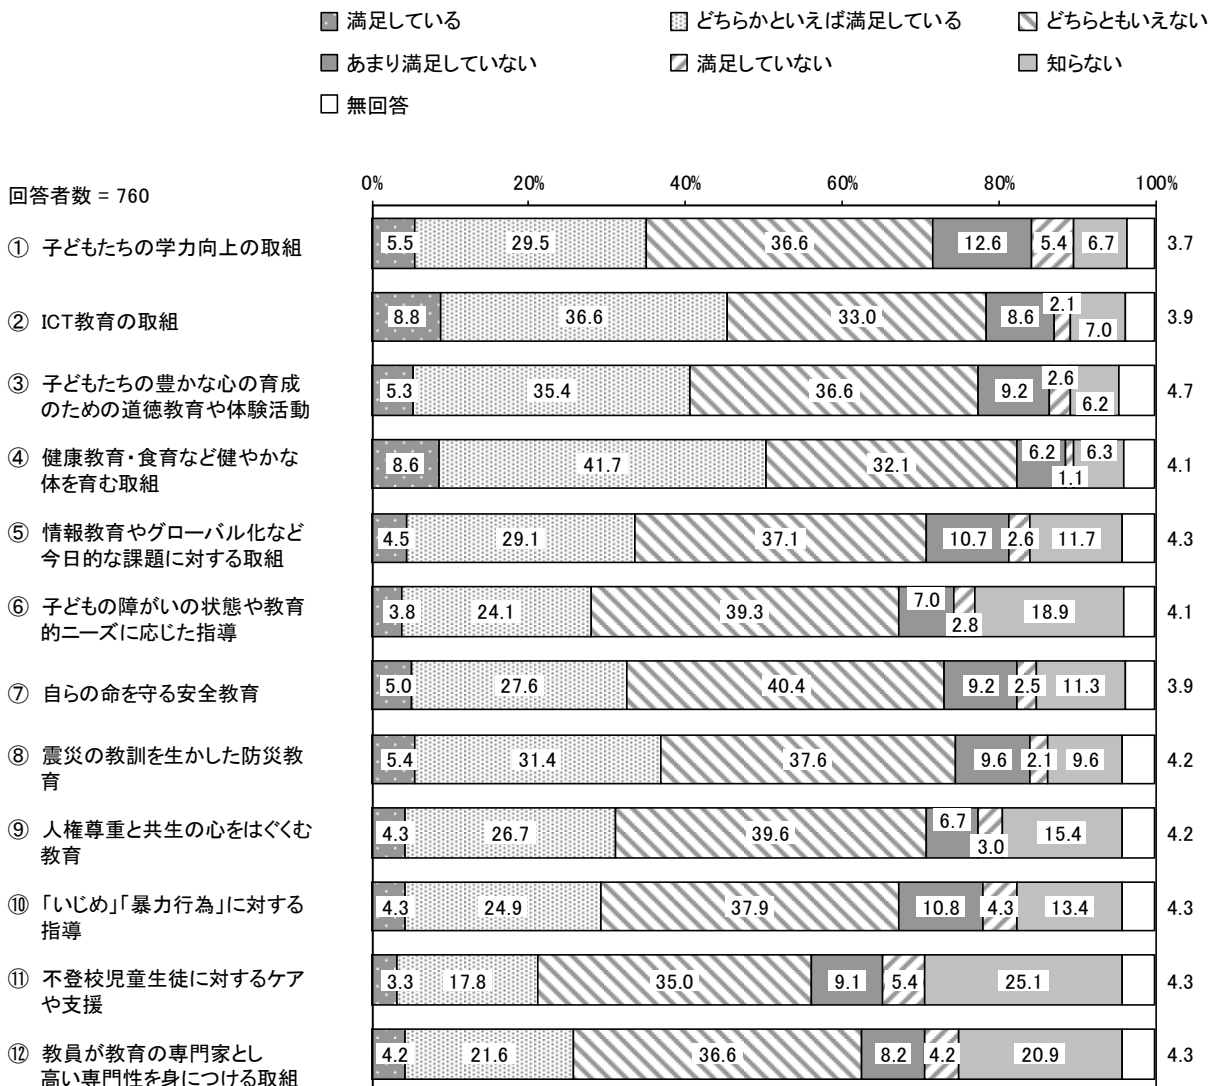 満足している どちらかといえば満足している どちらともいえない
あまり満足していない 満足していない 知らない
無回答
回答者数 = 760
0% 20% 40% 60% 80% 100%
① 子どもたちの学力向上の取組 5.5 29.5 36.6 12.6 5.4 6.7 3.7
② ICT教育の取組 8.8 36.6 33.0 8.6 2.1 7.0 3.9
③ 子どもたちの豊かな心の育成
のための道徳教育や体験活動 5.3 35.4 36.6 9.2 2.6 6.2 4.7
④ 健康教育・食育など健やかな
体を育む取組 8.6 41.7 32.1 6.2 1.1 6.3 4.1
⑤ 情報教育やグローバル化など
今日的な課題に対する取組 4.5 29.1 37.1 10.7 2.6 11.7 4.3
⑥ 子どもの障がいの状態や教育
的ニーズに応じた指導 3.8 24.1 39.3 7.0 2.8 18.9 4.1
⑦ 自らの命を守る安全教育 5.0 27.6 40.4 9.2 2.5 11.3 3.9
⑧ 震災の教訓を生かした防災教
育 5.4 31.4 37.6 9.6 2.1 9.6 4.2
⑨ 人権尊重と共生の心をはぐくむ
教育 4.3 26.7 39.6 6.7 3.0 15.4 4.2
⑩ 「いじめ」「暴力行為」に対する
指導 4.3 24.9 37.9 10.8 4.3 13.4 4.3
⑪ 不登校児童生徒に対するケア
や支援 3.3 17.8 35.0 9.1 5.4 25.1 4.3
⑫ 教員が教育の専門家とし
高い専門性を身につける取組 4.2 21.6 36.6 8.2 4.2 20.9 4.3